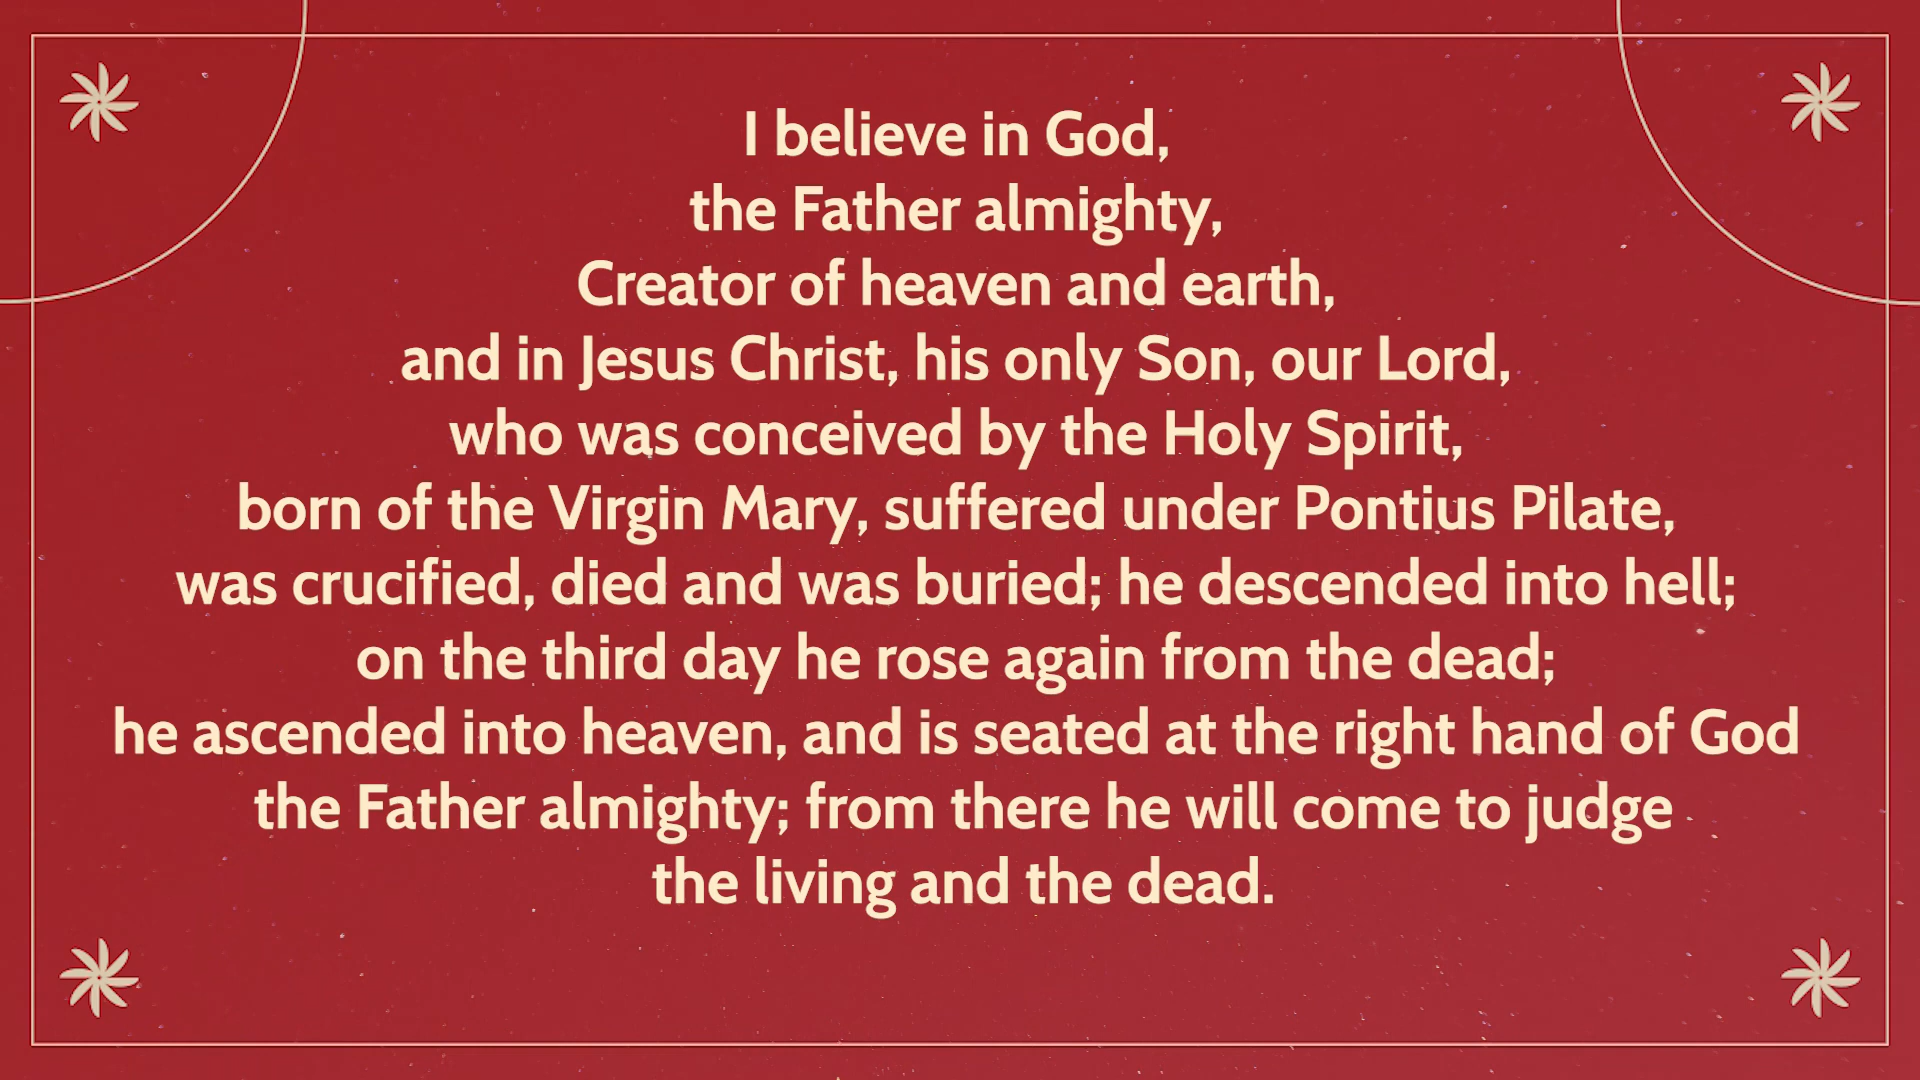 I believe in God,
the Father almighty,
Creator of heaven and earth,
and in Jesus Christ, his only Son, our Lord,
who was conceived by the Holy Spirit,
born of the Virgin Mary, suffered under Pontius Pilate,
was crucified, died and was buried; he descended into hell;
on the third day he rose again from the dead;
he ascended into heaven, and is seated at the right hand of God
the Father almighty; from there he will come to judge
the living and the dead.